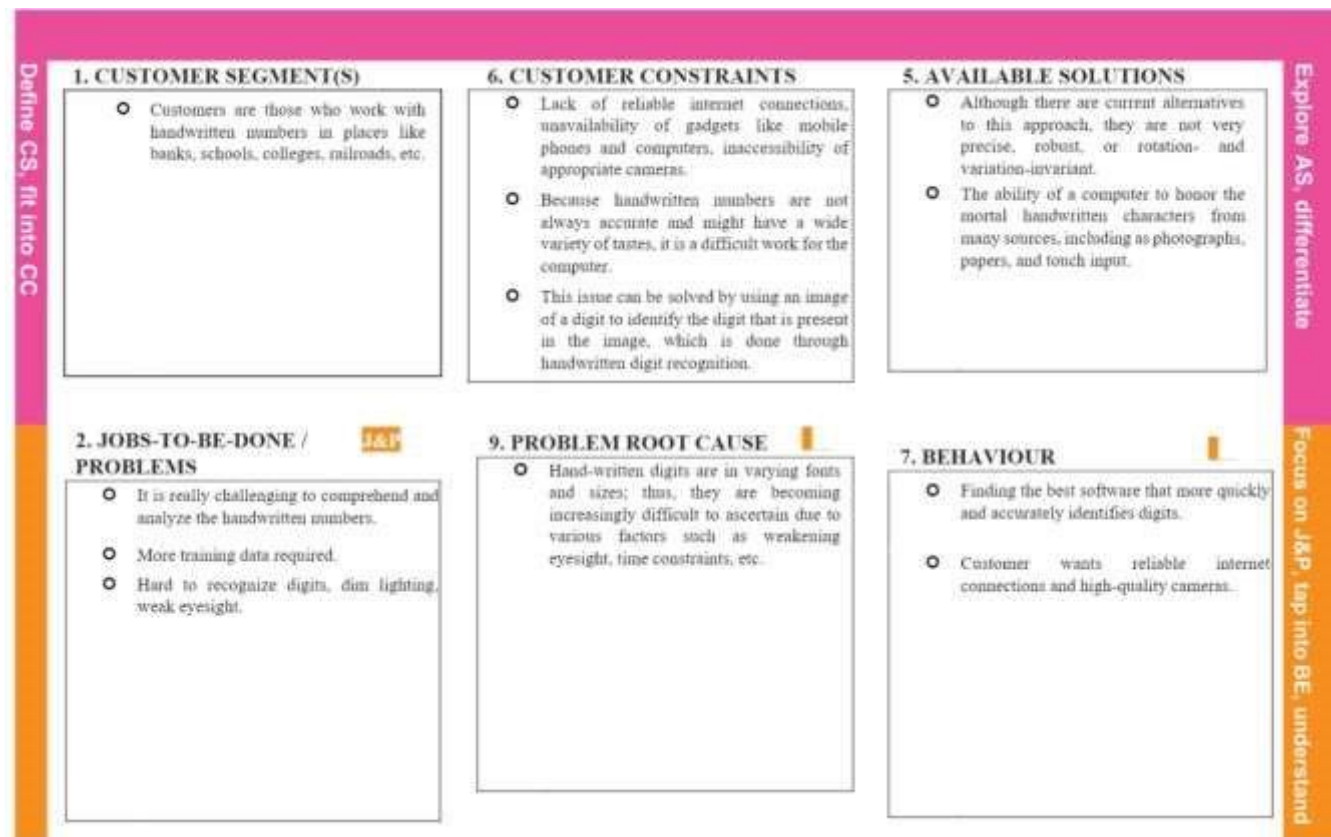 Define CS, fit into CC
1. CUSTOMER SEGMENT(S)
Customers are those who work with
handwritten numbers in places like
banks, schools, colleges, railroads, etc.
6. CUSTOMER CONSTRAINTS
Lack of reliable internet connections,
unavailability of gadgets like mobile
phones and computers, inaccessibility of
appropriate cameras.
Because handwritten numbers are not
always accurate and might have a wide
variety of tastes, it is a difficult work for the
computer.
This issue can be solved by using an image
of a digit to identify the digit that is present
in the image, which is done through
handwritten digit recognition.
5. AVAILABLE SOLUTIONS
Although there are current alternatives
to this approach, they are not very
precise, robust, or rotation- and
variation-invariant.
The ability of a computer to honor the
mortal handwritten characters from
many sources, including as photographs,
papers, and touch input.
Explore AS, differentiate
2. JOBS-TO-BE-DONE /
PROBLEMS
J&P
It is really challenging to comprehend and
analyze the handwritten numbers.
More training data required.
Hard to recognize digits, dim lighting,
weak eyesight.
9. PROBLEM ROOT CAUSE
Hand-written digits are in varying fonts
and sizes; thus, they are becoming
increasingly difficult to ascertain due to
various factors such as weakening
eyesight, time constraints, etc.
7. BEHAVIOUR
Finding the best software that more quickly
and accurately identifies digits.
Customer wants reliable internet
connections and high-quality cameras.
Focus on J&P, tap into BE, understand